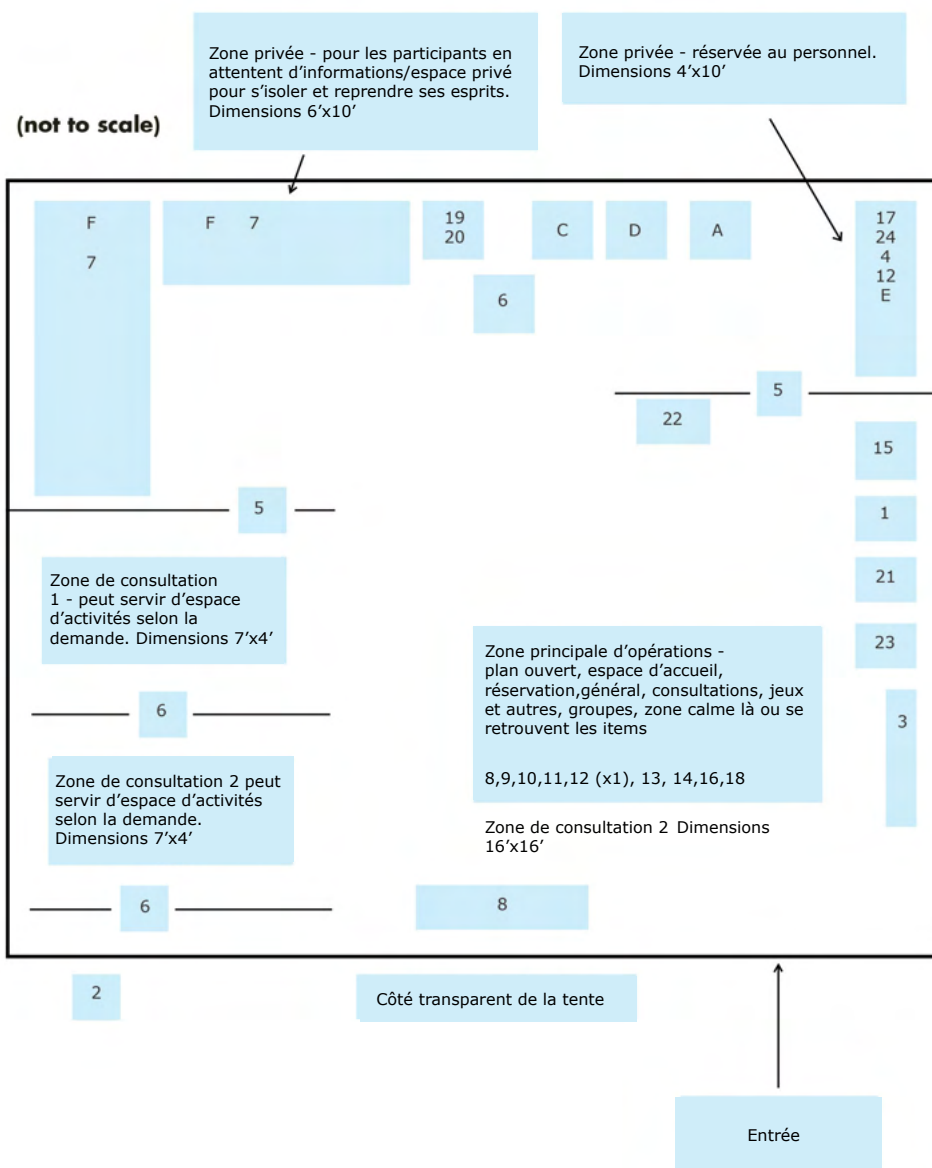 Zone privée - pour les participants en
attentent d’informations/espace privé
pour s’isoler et reprendre ses esprits.
Dimensions 6’x10’
Zone privée - réservée au personnel.
Dimensions 4’x10’
(not to scale)
F
7
F 7
19
20
C
D
A
17
24
4
12
E
6
5
22
15
5
1
21
Zone de consultation
1 - peut servir d’espace
d’activités selon la
demande. Dimensions 7’x4’
23
Zone principale d’opérations -
plan ouvert, espace d’accueil,
réservation,général, consultations, jeux
et autres, groupes, zone calme là ou se
retrouvent les items
8,9,10,11,12 (x1), 13, 14,16,18
3
6
Zone de consultation 2 peut
servir d’espace d’activités
selon la demande.
Dimensions 7’x4’
Zone de consultation 2 Dimensions
16’x16’
6
8
2
Côté transparent de la tente
Entrée